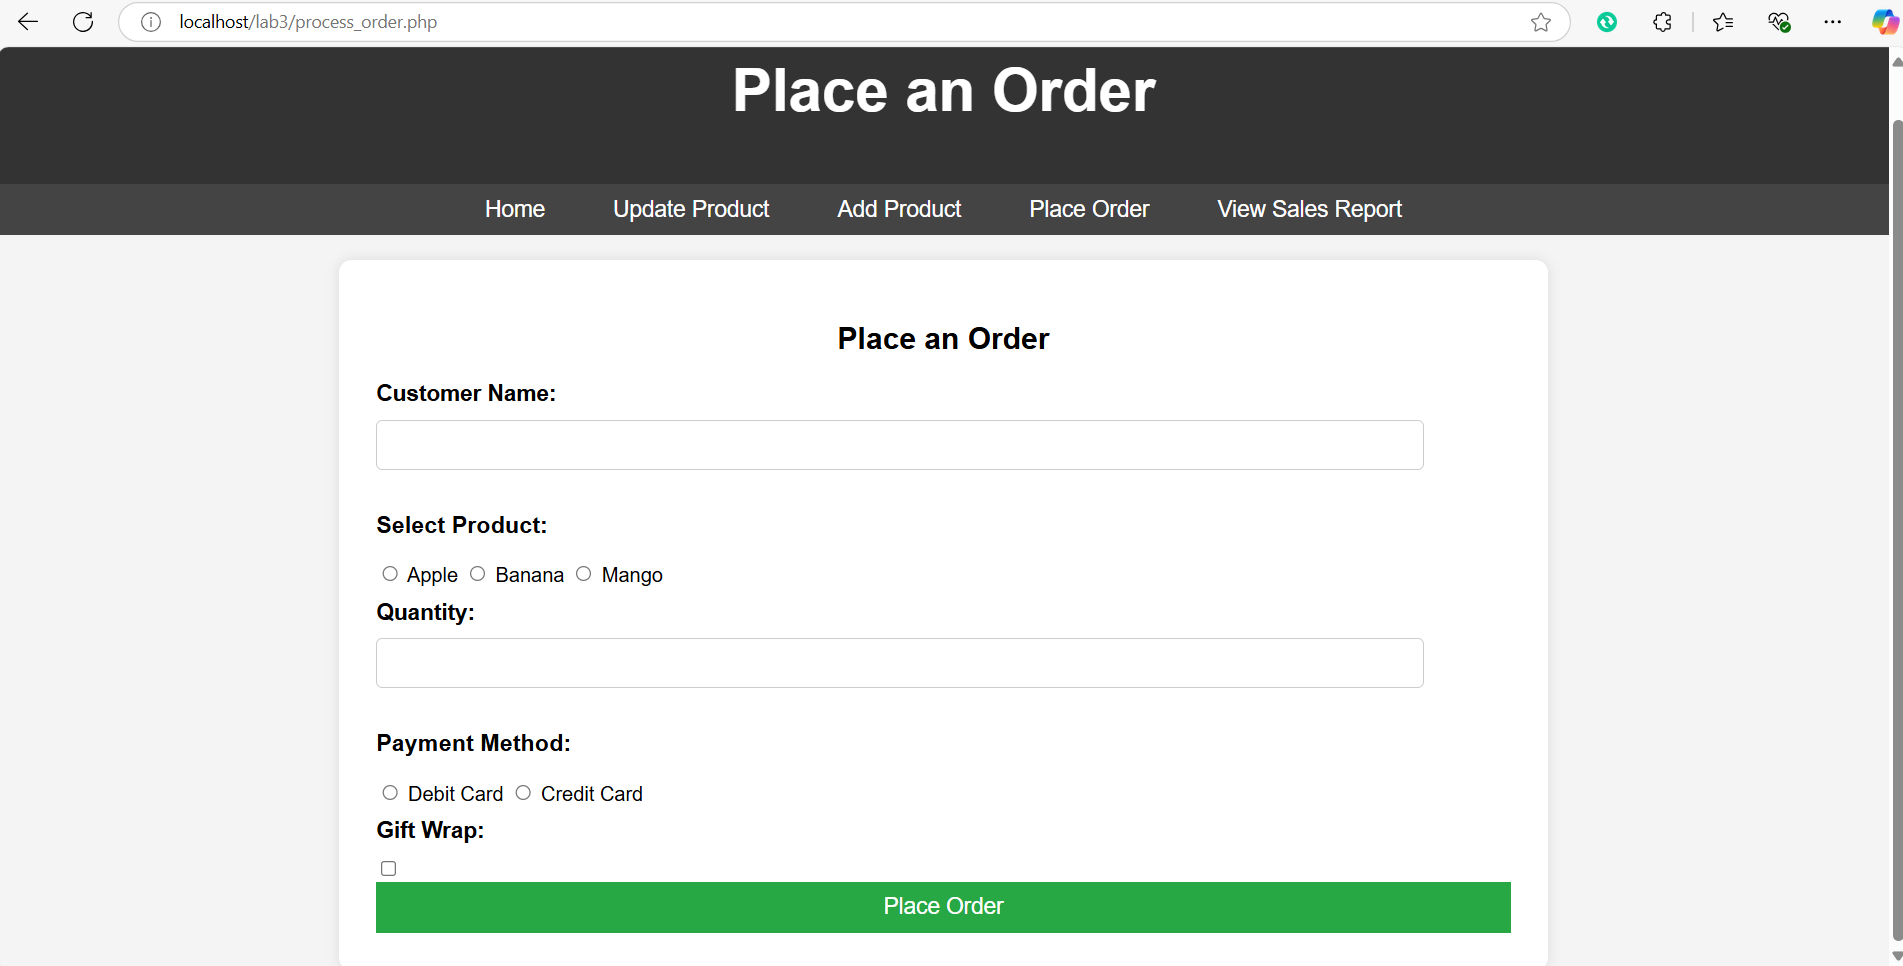 localhost/lab3/process_order.php
Place an Order
Home Update Product Add Product Place Order View Sales Report
Place an Order
Customer Name:
Select Product:
Apple Banana Mango
Quantity:
Payment Method:
Debit Card Credit Card
Gift Wrap:
Place Order